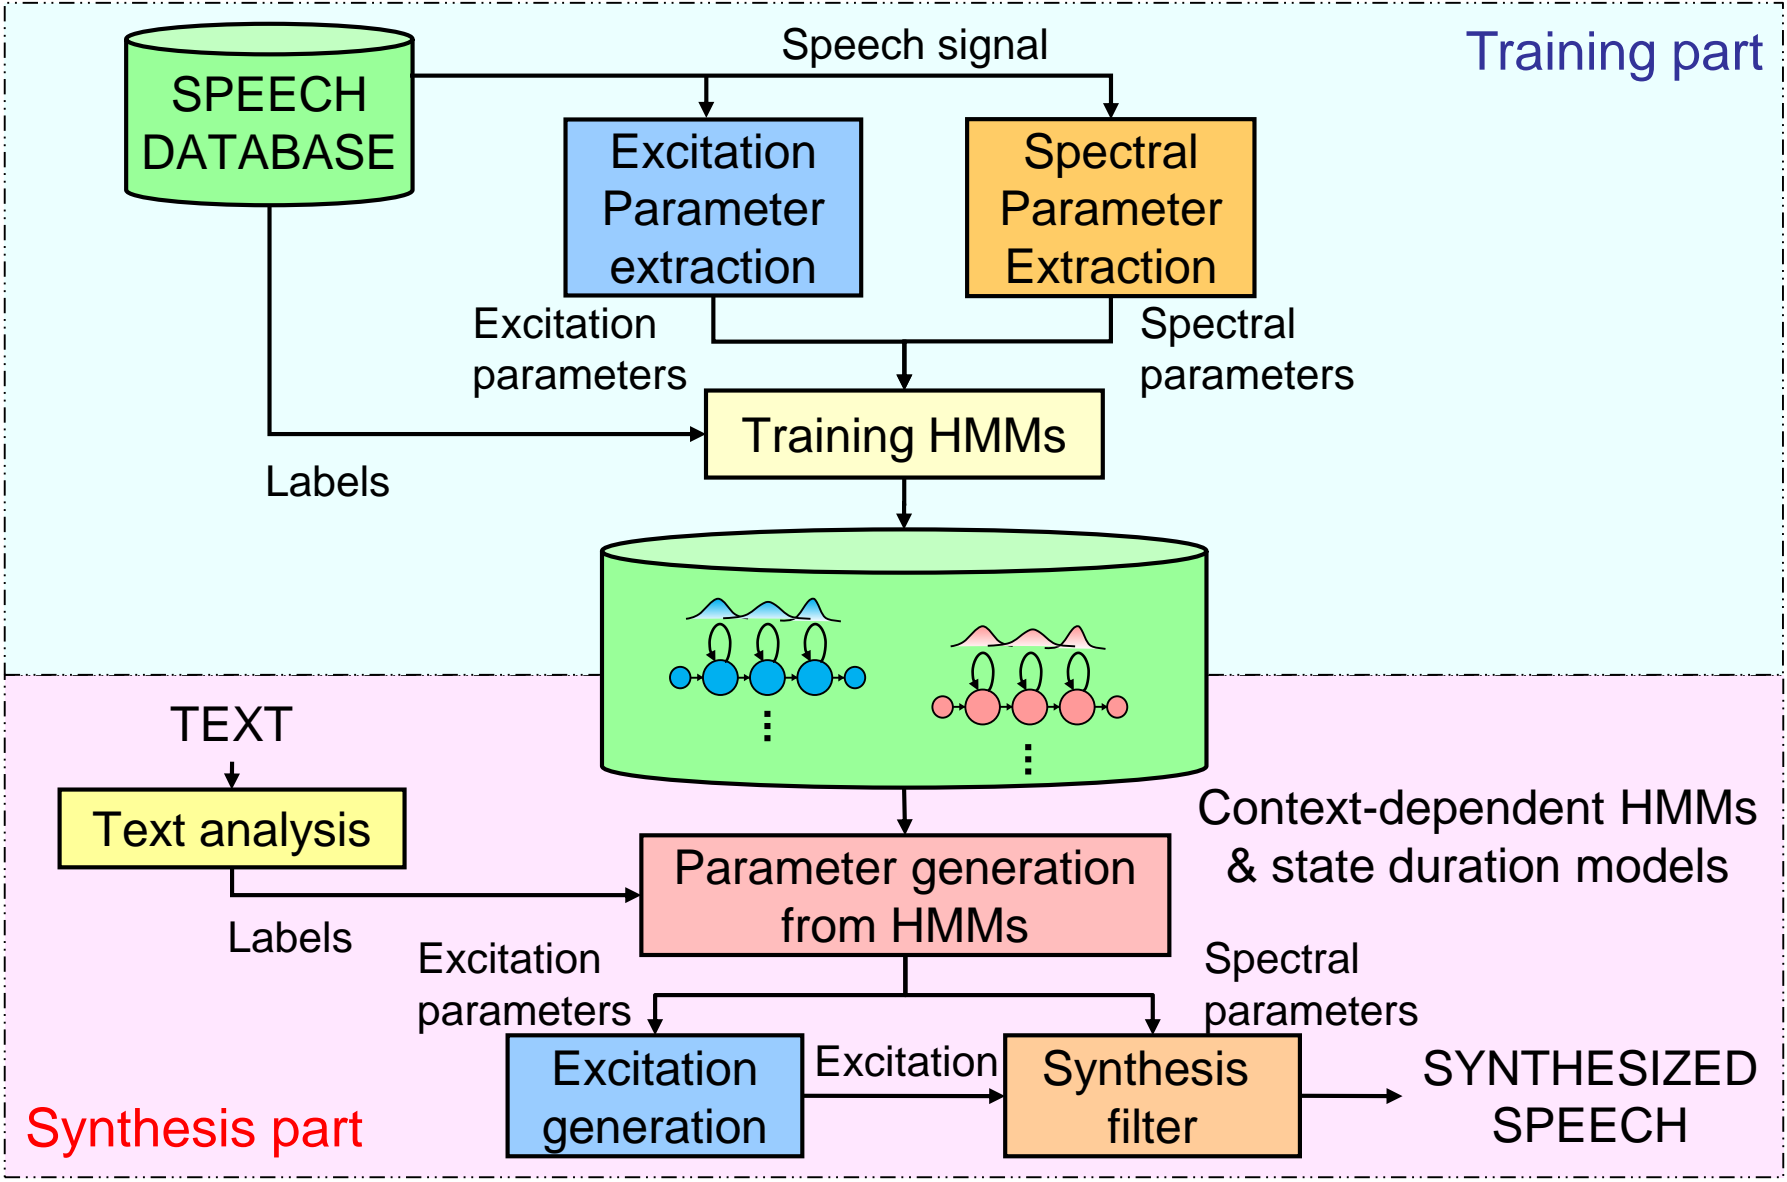 Speech signal
Training part
SPEECH
DATABASE
Excitation
Parameter
extraction
Spectral
Parameter
Extraction
Excitation
parameters
Spectral
parameters
Training HMMs
Labels
TEXT
Text analysis
Context-dependent HMMs
& state duration models
Parameter generation
from HMMs
Labels
Excitation
parameters
Spectral
parameters
Excitation
generation
Excitation
Synthesis
filter
SYNTHESIZED
SPEECH
Synthesis part